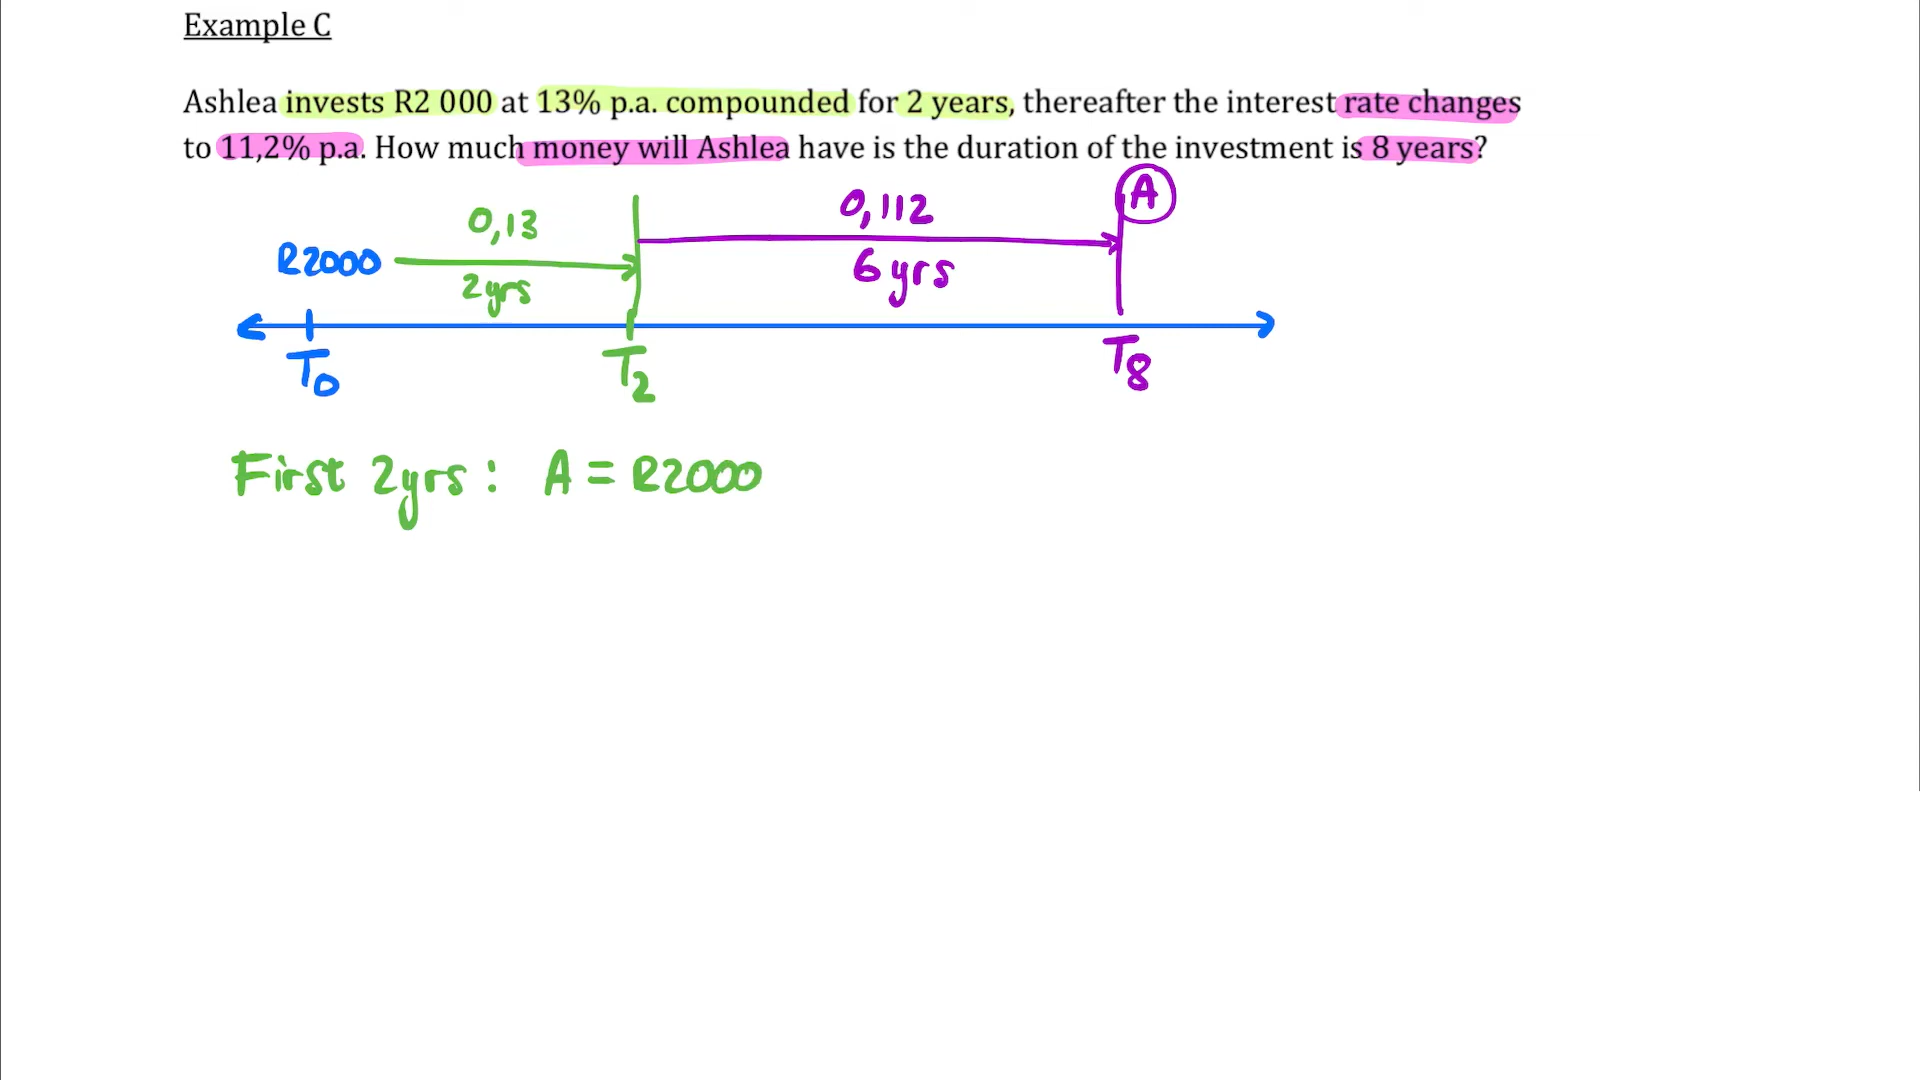 Example C
Ashlea invests R2 000 at 13% p.a. compounded for 2 years, thereafter the interest rate changes
to 11,2% p.a. How much money will Ashlea have is the duration of the investment is 8 years?
A
0,13
0,112
R2000
2yrs
6 yrs
T0
T2
T8
First 2yrs: A = R2000